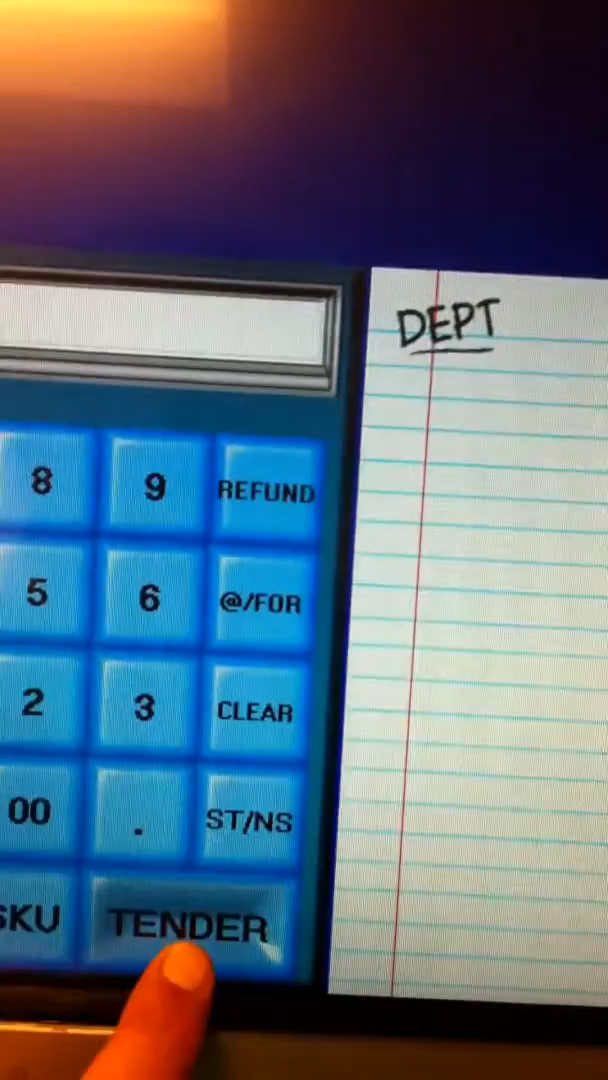 DEPT
8 9 REFUND
5 6 @/FOR
2 3 CLEAR
00 . ST/NS
SKU TENDER